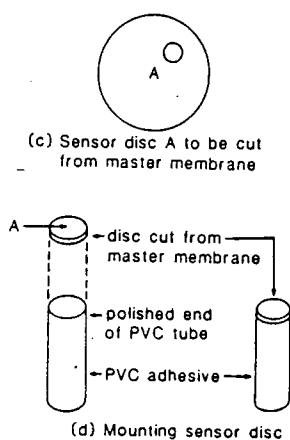 A
(c) Sensor disc A to be cut
from master membrane
A
disc cut from
master membrane
polished end
of PVC tube
PVC adhesive
(d) Mounting sensor disc